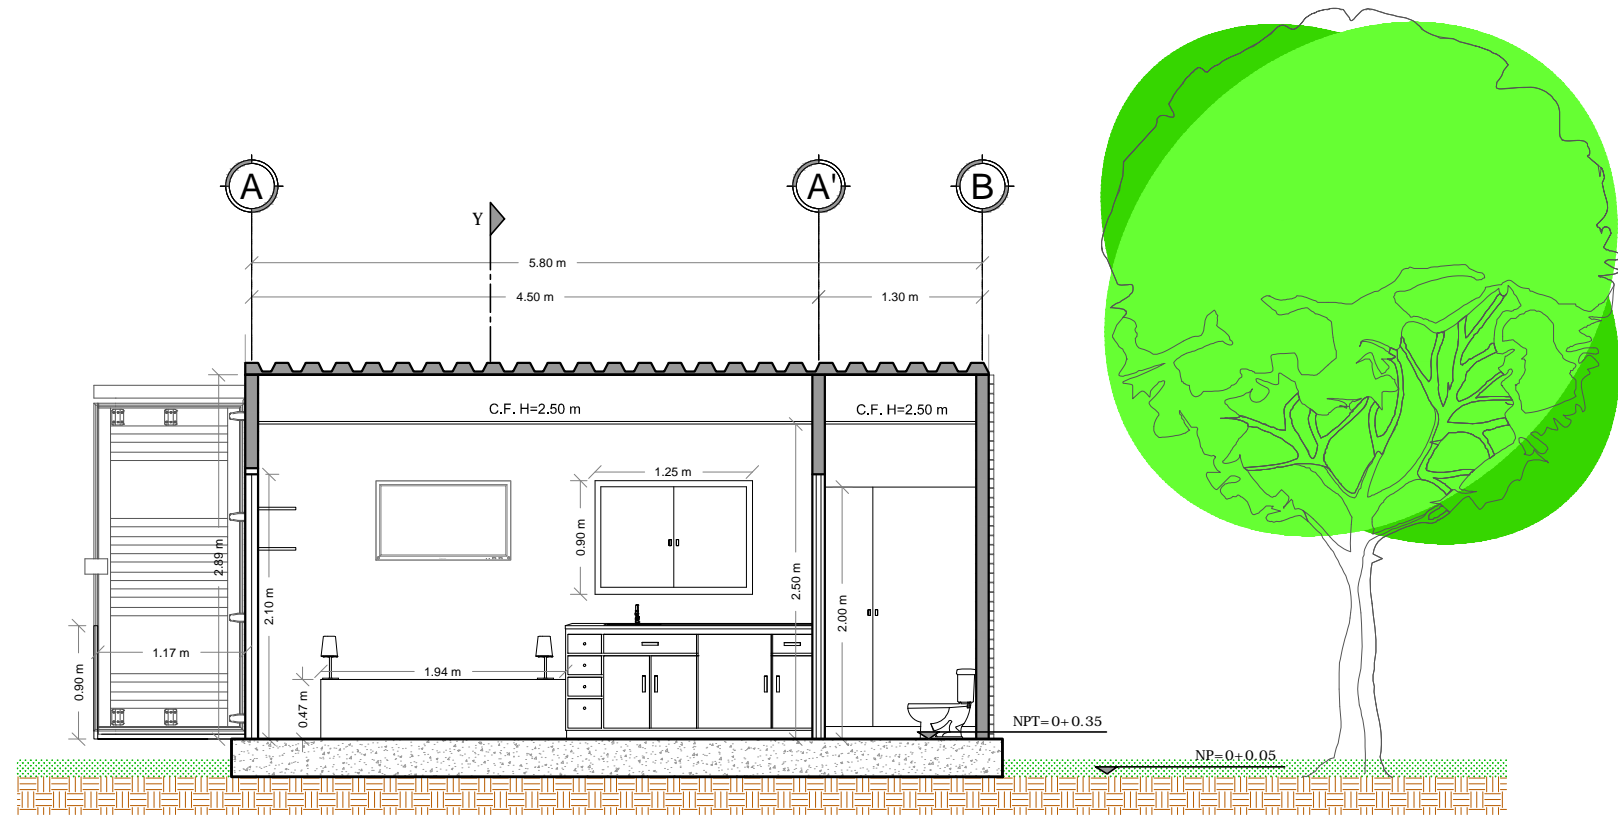 A
A'
B
Y
5.80 m
4.50 m
1.30 m
C.F. H=2.50 m
C.F. H=2.50 m
1.25 m
0.90 m
2.89 m
2.10 m
2.50 m
2.00 m
1.17 m
0.90 m
1.94 m
0.47 m
NPT=0+0.35
NP=0+0.05